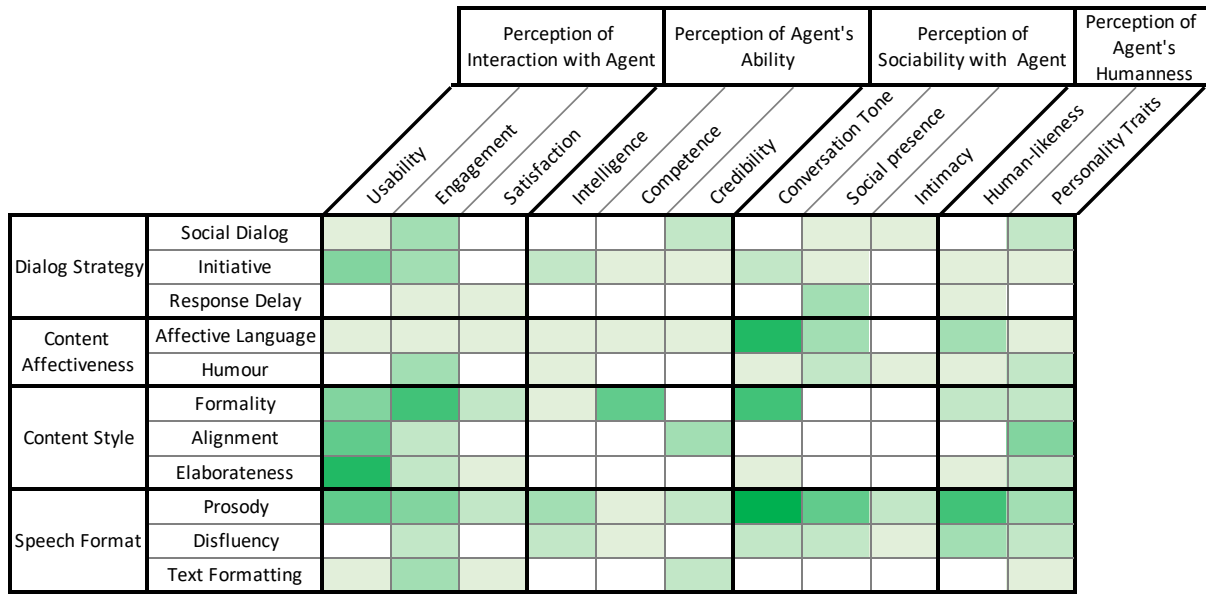 Perception of
Interaction with Agent
Perception of Agent's
Ability
Perception of
Sociability with Agent
Perception of
Agent's
Humanness
Usability
Engagement
Satisfaction
Intelligence
Competence
Credibility
Conversation Tone
Social presence
Intimacy
Human-likeness
Personality Traits
Dialog Strategy
Social Dialog
Initiative
Response Delay
Content
Affectiveness
Affective Language
Humour
Content Style
Formality
Alignment
Elaborateness
Speech Format
Prosody
Disfluency
Text Formatting